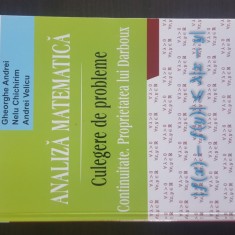 Gheorghe Andrei
Nelu Chichirim
Andrei Velicu
ANALIZĂ MATEMATICĂ
Culegere de probleme
Continuitate. Proprietatea lui Darboux
|f(x) - f(y)| ≤ λ|x - y|